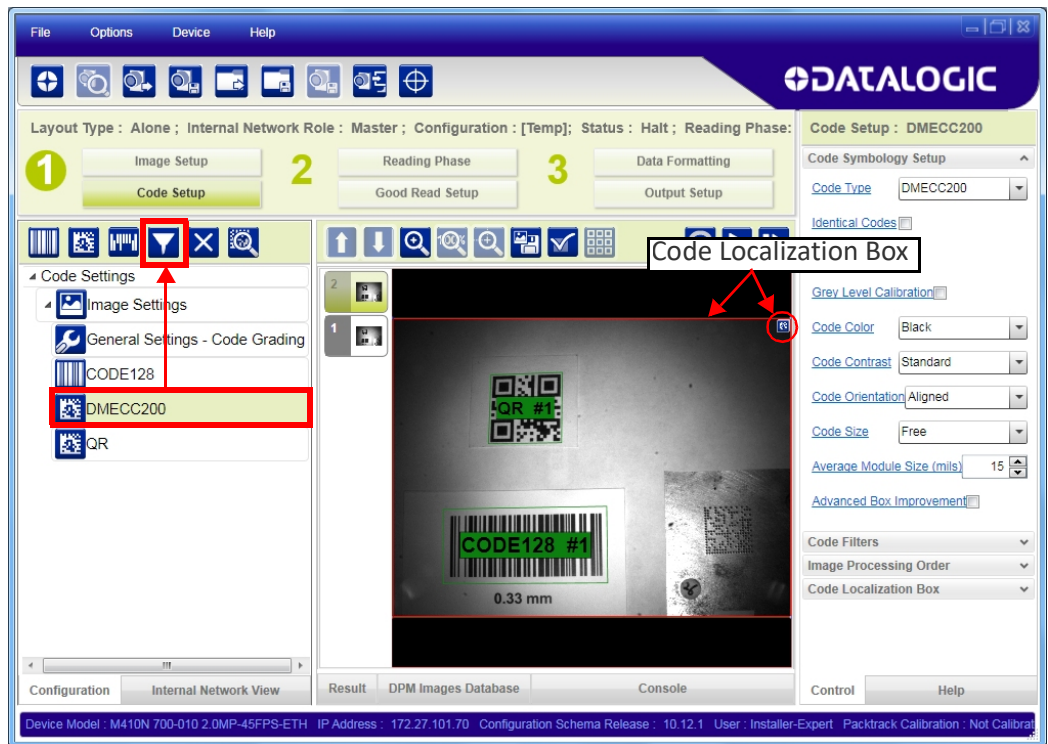 File Options Device Help
DATALOGIC
Layout Type : Alone ; Internal Network Role : Master ; Configuration : [Temp]; Status : Halt ; Reading Phase:
1 Image Setup
Code Setup
2 Reading Phase
Good Read Setup
3 Data Formatting
Output Setup
Code Settings
Image Settings
General Settings - Code Grading
CODE128
DMECC200
QR
Configuration Internal Network View
100%
Code Localization Box
2
1
QR #1
CODE128 #1
0.33 mm
Result DPM Images Database Console
Code Setup : DMECC200
Code Symbology Setup
Code Type DMECC200
Identical Codes
Grey Level Calibration
Code Color Black
Code Contrast Standard
Code Orientation Aligned
Code Size Free
Average Module Size (mils) 15
Advanced Box Improvement
Code Filters
Image Processing Order
Code Localization Box
Control Help
Device Model : M410N 700-010 2.0MP-45FPS-ETH IP Address : 172.27.101.70 Configuration Schema Release : 10.12.1 User : Installer-Expert Packtrack Calibration : Not Calibrat